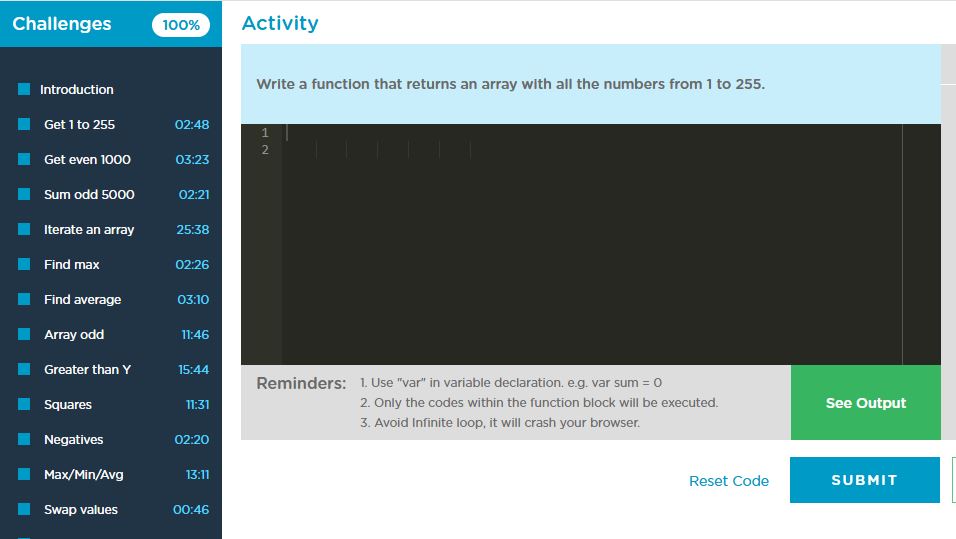 Challenges 100%
Introduction
Get 1 to 255 02:48
Get even 1000 03:23
Sum odd 5000 02:21
Iterate an array 25:38
Find max 02:26
Find average 03:10
Array odd 11:46
Greater than Y 15:44
Squares 11:31
Negatives 02:20
Max/Min/Avg 13:11
Swap values 00:46
Activity
Write a function that returns an array with all the numbers from 1 to 255.
1
2
Reminders: 1. Use "var" in variable declaration. e.g. var sum = 0
2. Only the codes within the function block will be executed.
3. Avoid Infinite loop, it will crash your browser.
See Output
Reset Code
SUBMIT